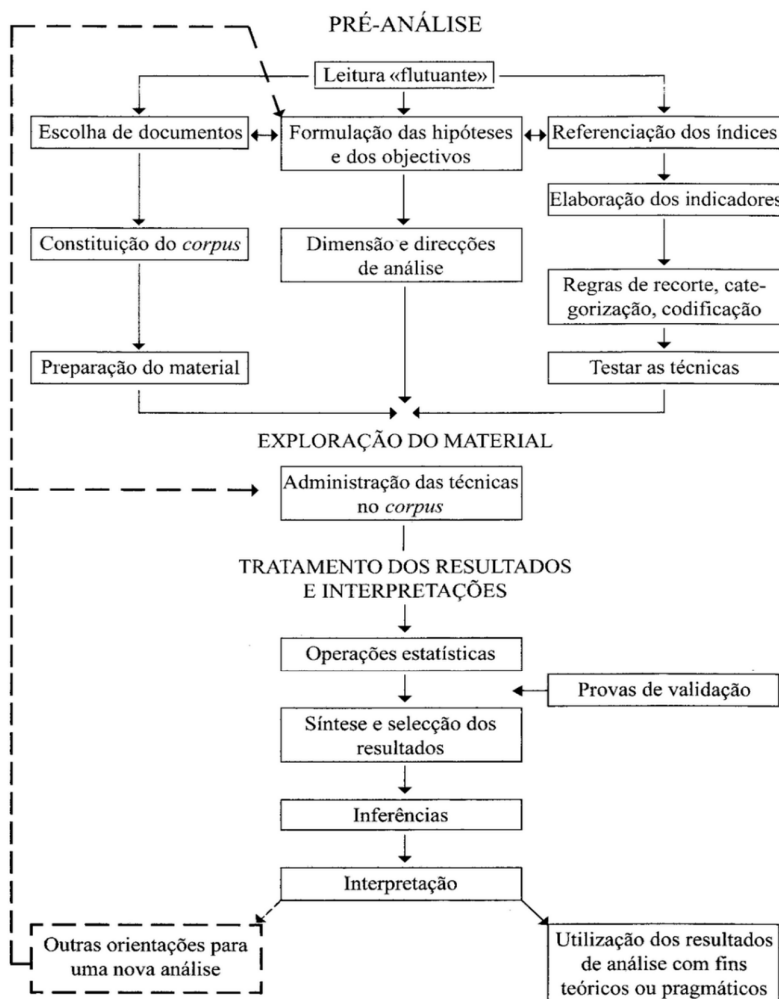 PRÉ-ANÁLISE
Leitura «flutuante»
Escolha de documentos
Formulação das hipóteses
e dos objectivos
Referenciação dos índices
Elaboração dos indicadores
Constituição do corpus
Dimensão e direcções
de análise
Regras de recorte, cate-
gorização, codificação
Preparação do material
Testar as técnicas
EXPLORAÇÃO DO MATERIAL
Administração das técnicas
no corpus
TRATAMENTO DOS RESULTADOS
E INTERPRETAÇÕES
Operações estatísticas
Provas de validação
Síntese e selecção dos
resultados
Inferências
Interpretação
Outras orientações para
uma nova análise
Utilização dos resultados
de análise com fins
teóricos ou pragmáticos